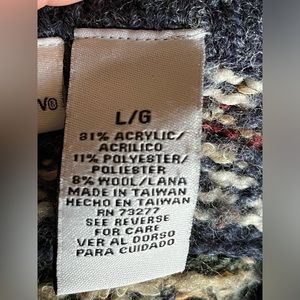 V®
L/G
81% ACRYLIC/
ACRILICO
11% POLYESTER/
POLIESTER
8% WOOL/LANA
MADE IN TAIWAN
HECHO EN TAIWAN
RN 73277
SEE REVERSE
FOR CARE
VER AL DORSO
PARA CUIDADO